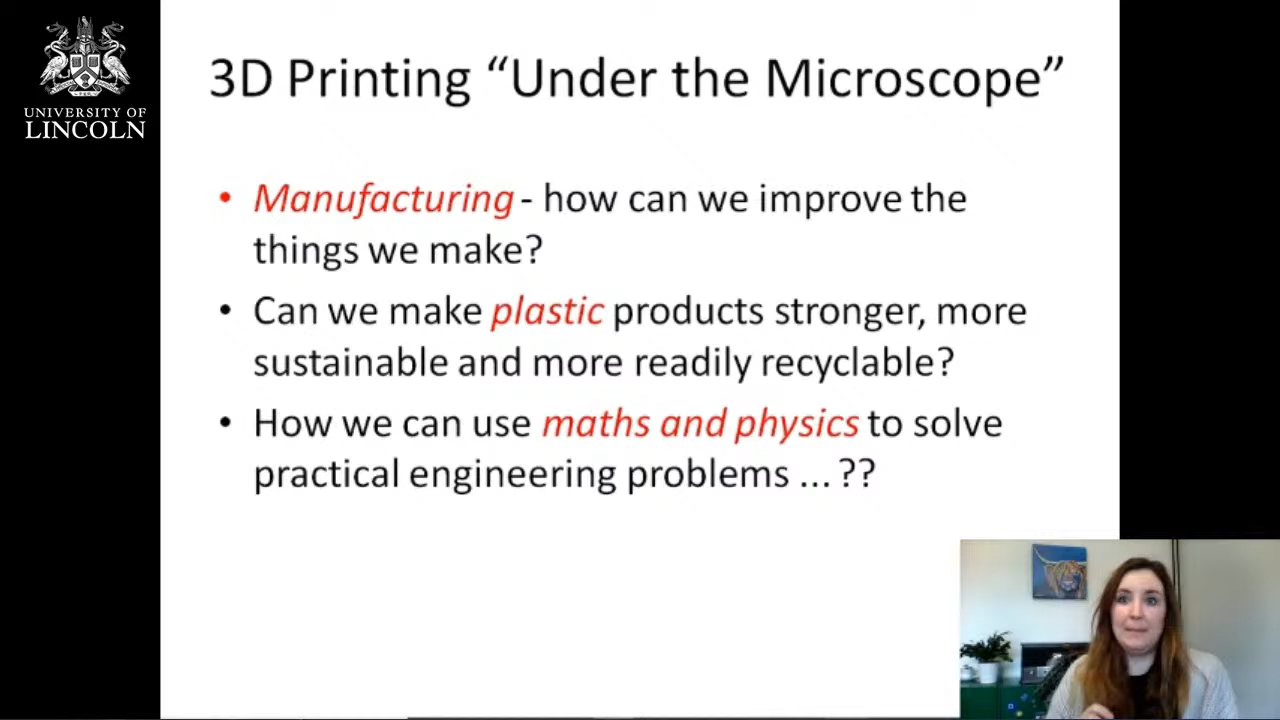 UNIVERSITY OF
LINCOLN
3D Printing “Under the Microscope”
• Manufacturing - how can we improve the
things we make?
• Can we make plastic products stronger, more
sustainable and more readily recyclable?
• How we can use maths and physics to solve
practical engineering problems ... ??